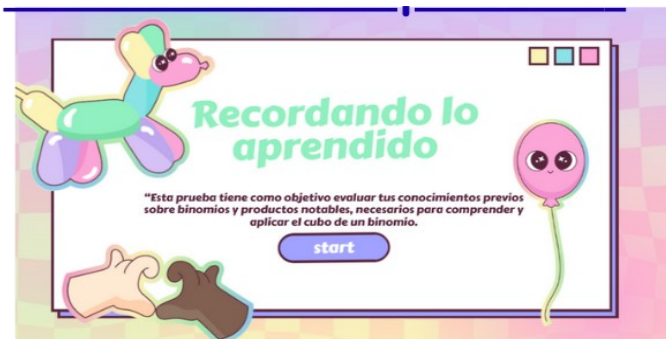 Recordando lo
aprendido
“Esta prueba tiene como objetivo evaluar tus conocimientos previos
sobre binomios y productos notables, necesarios para comprender y
aplicar el cubo de un binomio.
start